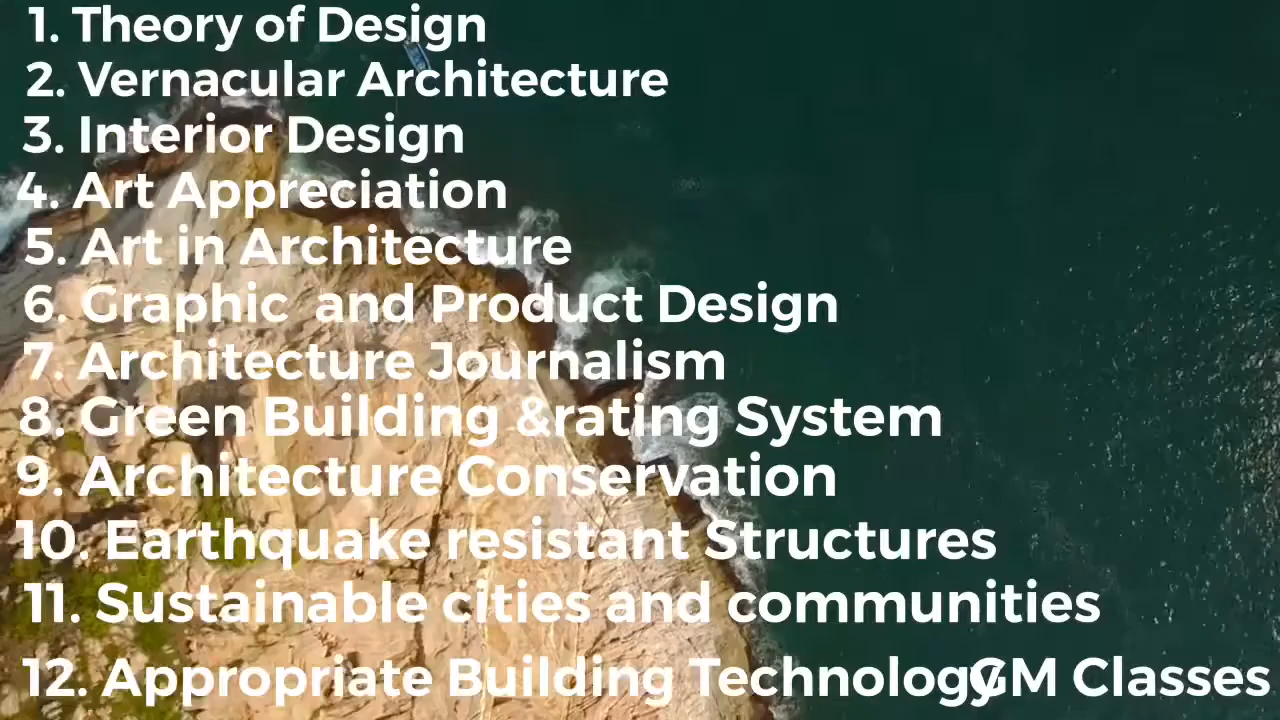 1. Theory of Design
2. Vernacular Architecture
3. Interior Design
4. Art Appreciation
5. Art in Architecture
6. Graphic  and Product Design
7. Architecture Journalism
8. Green Building &rating System
9. Architecture Conservation
10. Earthquake resistant Structures
11. Sustainable cities and communities
12. Appropriate Building Technology GM Classes